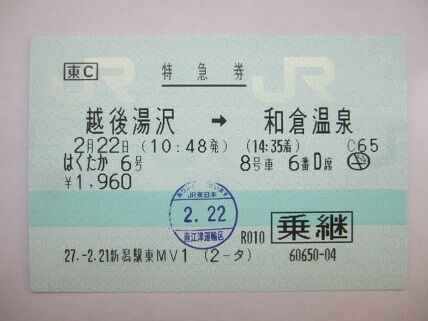 東C
特急券
越後湯沢 → 和倉温泉
2月22日 (10:48発) (14:35着) C65
はくたか 6号 8号車 6番D席
¥1,960
JR東日本
2.22
直江津運輸区
R010 乗継
27.-2.21新潟駅東MV1 (2-タ) 60650-04